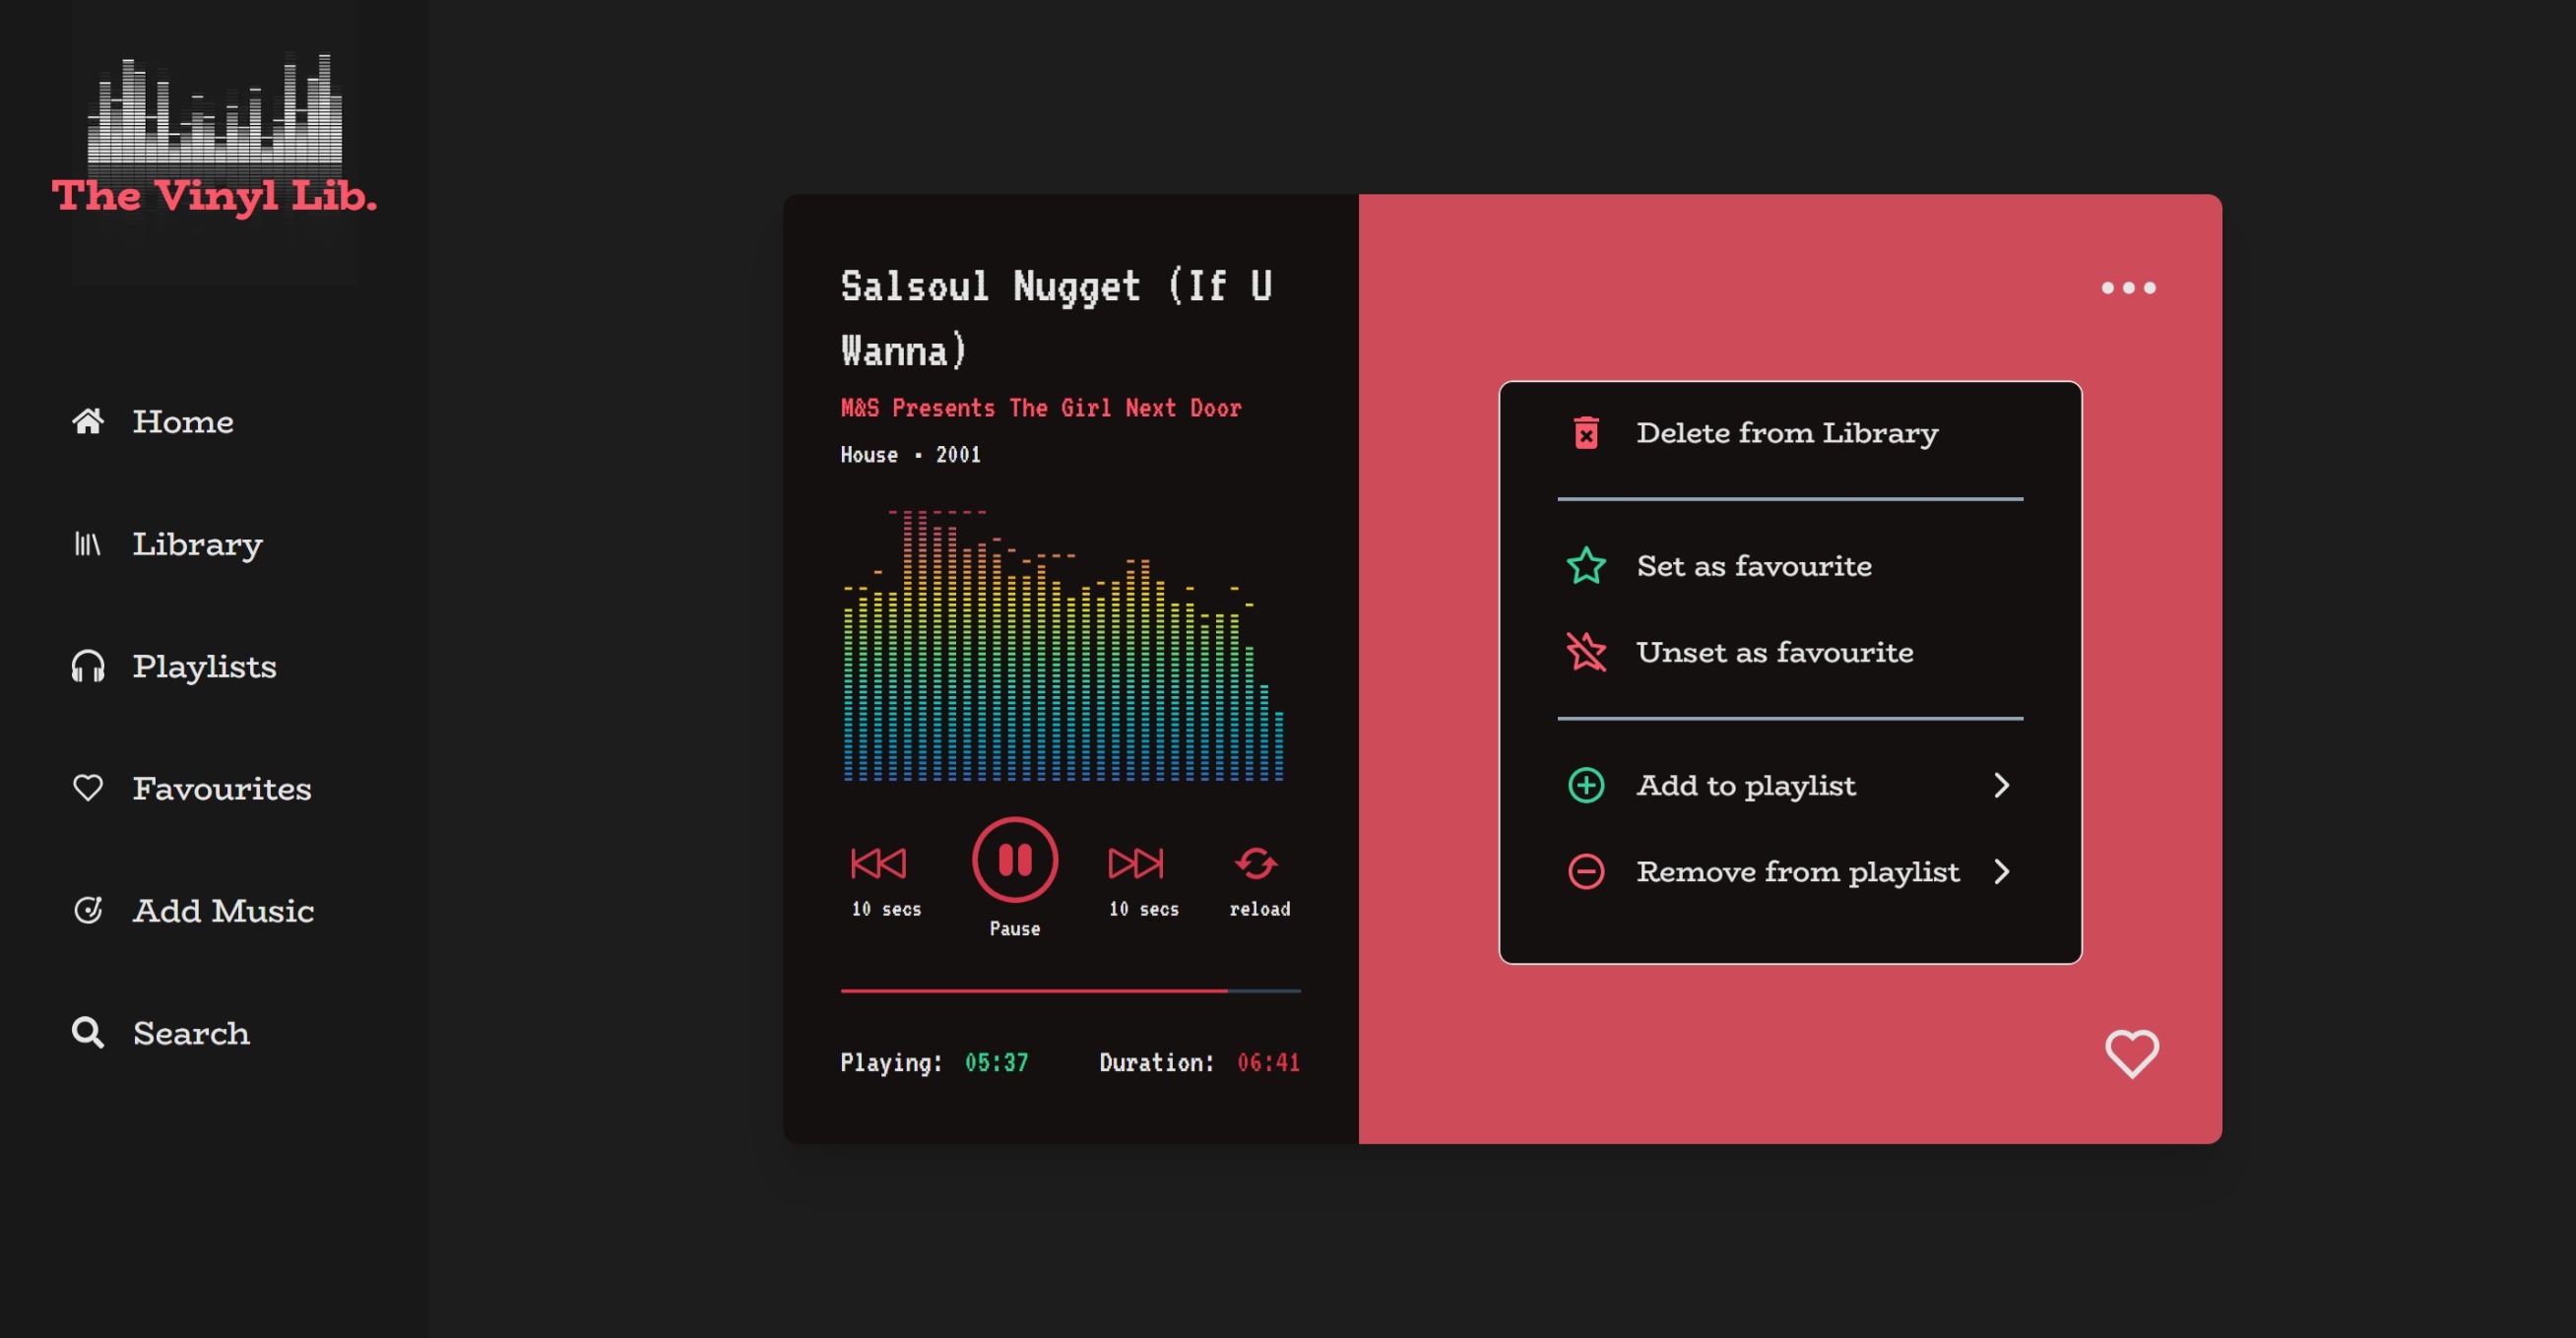 The Vinyl Lib.
Home
Library
Playlists
Favourites
Add Music
Search
Salsoul Nugget (If U
Wanna)
M&S Presents The Girl Next Door
House · 2001
10 secs
Pause
10 secs
reload
Playing: 05:37 Duration: 06:41
Delete from Library
Set as favourite
Unset as favourite
Add to playlist
Remove from playlist